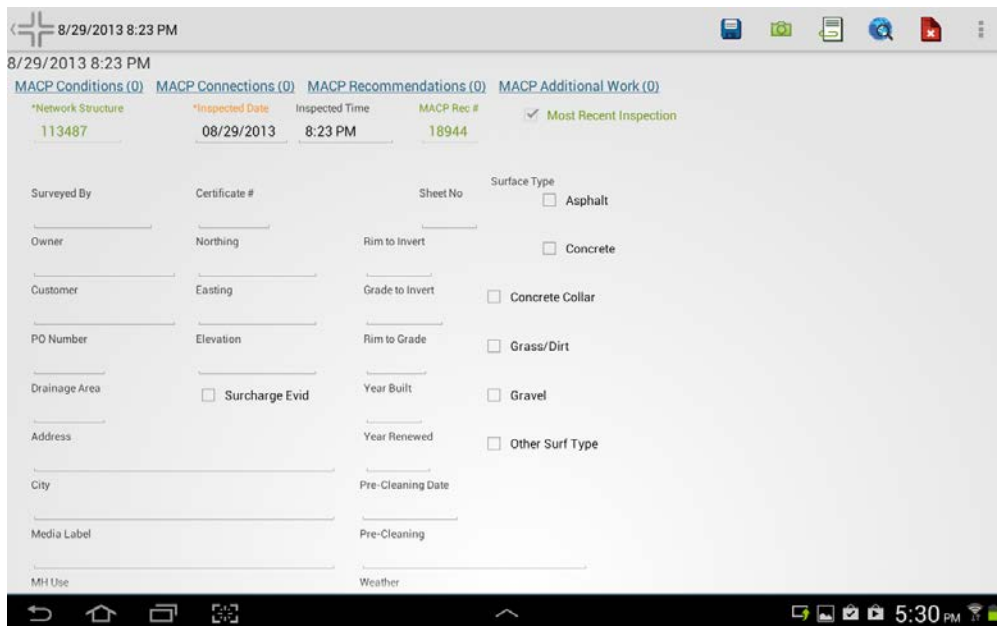 8/29/2013 8:23 PM
8/29/2013 8:23 PM
MACP Conditions (0) MACP Connections (0) MACP Recommendations (0) MACP Additional Work (0)
*Network Structure *Inspected Date Inspected Time MACP Rec # Most Recent Inspection
113487 08/29/2013 8:23 PM 18944
Surface Type
Surveyed By Certificate # Sheet No Asphalt
Owner Northing Rim to Invert Concrete
Customer Easting Grade to Invert Concrete Collar
PO Number Elevation Rim to Grade Grass/Dirt
Drainage Area Surcharge Evid Year Built Gravel
Address Year Renewed Other Surf Type
City Pre-Cleaning Date
Media Label Pre-Cleaning
MH Use Weather
5:30 PM